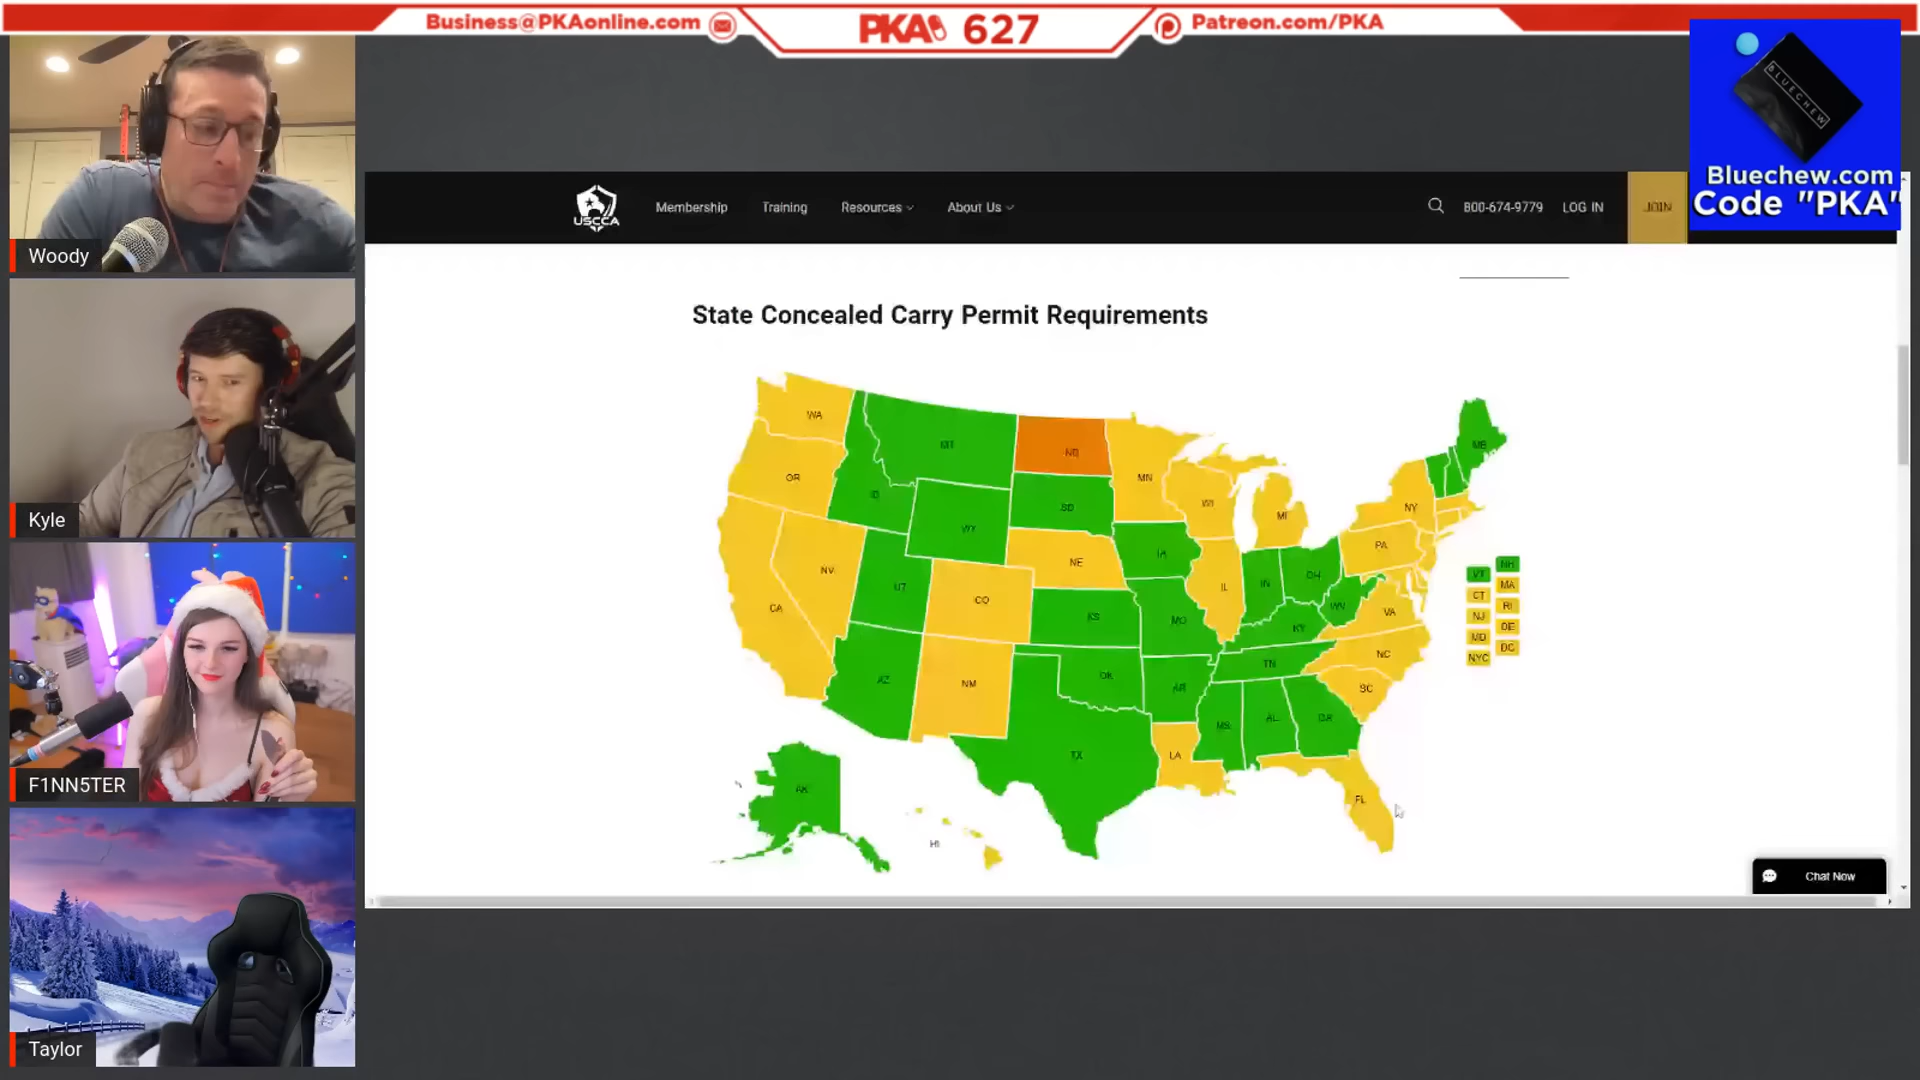 Business@PKAonline.com
PKA 627
Patreon.com/PKA
BLUECHEW
Bluechew.com
Code "PKA"
Woody
Kyle
F1NN5TER
Taylor
USCCA
Membership
Training
Resources
About Us
800-674-9779
LOG IN
JOIN
State Concealed Carry Permit Requirements
WA
MT
ND
ME
OR
ID
SD
MN
WI
MI
NY
WY
PA
NV
UT
NE
IA
IL
IN
OH
CA
CO
KS
MO
WV
VA
KY
NC
AZ
NM
OK
AR
TN
SC
TX
LA
MS
AL
GA
FL
AK
HI
VT
NH
CT
MA
NJ
RI
MD
DE
NYC
DC
Chat Now